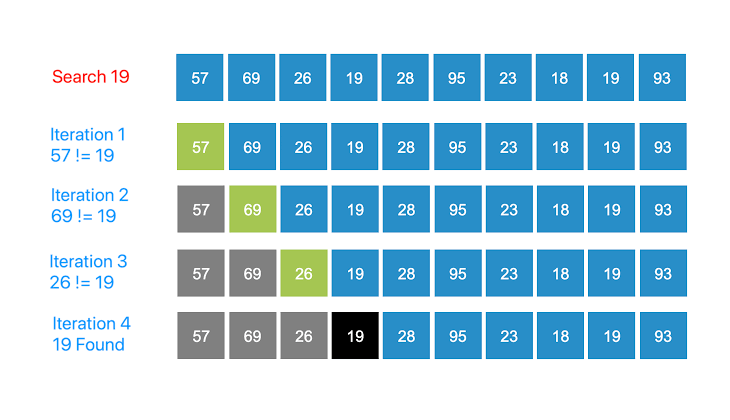 Search 19
57 69 26 19 28 95 23 18 19 93
Iteration 1
57 != 19
57 69 26 19 28 95 23 18 19 93
Iteration 2
69 != 19
57 69 26 19 28 95 23 18 19 93
Iteration 3
26 != 19
57 69 26 19 28 95 23 18 19 93
Iteration 4
19 Found
57 69 26 19 28 95 23 18 19 93